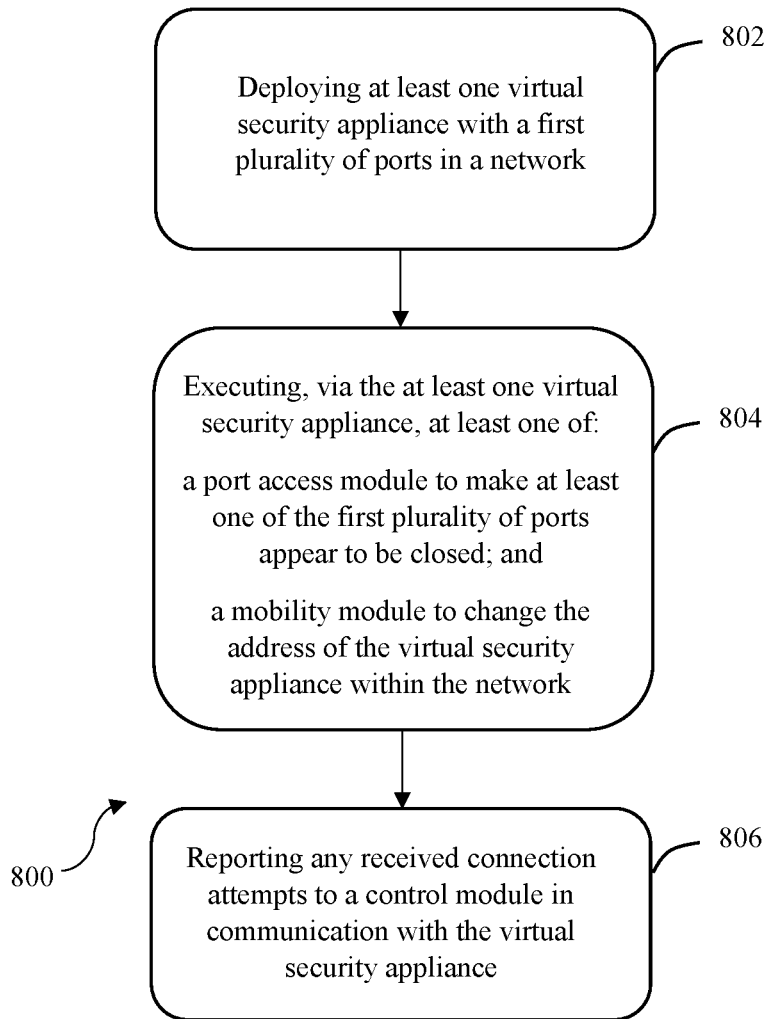 802
Deploying at least one virtual
security appliance with a first
plurality of ports in a network
804
Executing, via the at least one virtual
security appliance, at least one of:
a port access module to make at least
one of the first plurality of ports
appear to be closed; and
a mobility module to change the
address of the virtual security
appliance within the network
800
806
Reporting any received connection
attempts to a control module in
communication with the virtual
security appliance